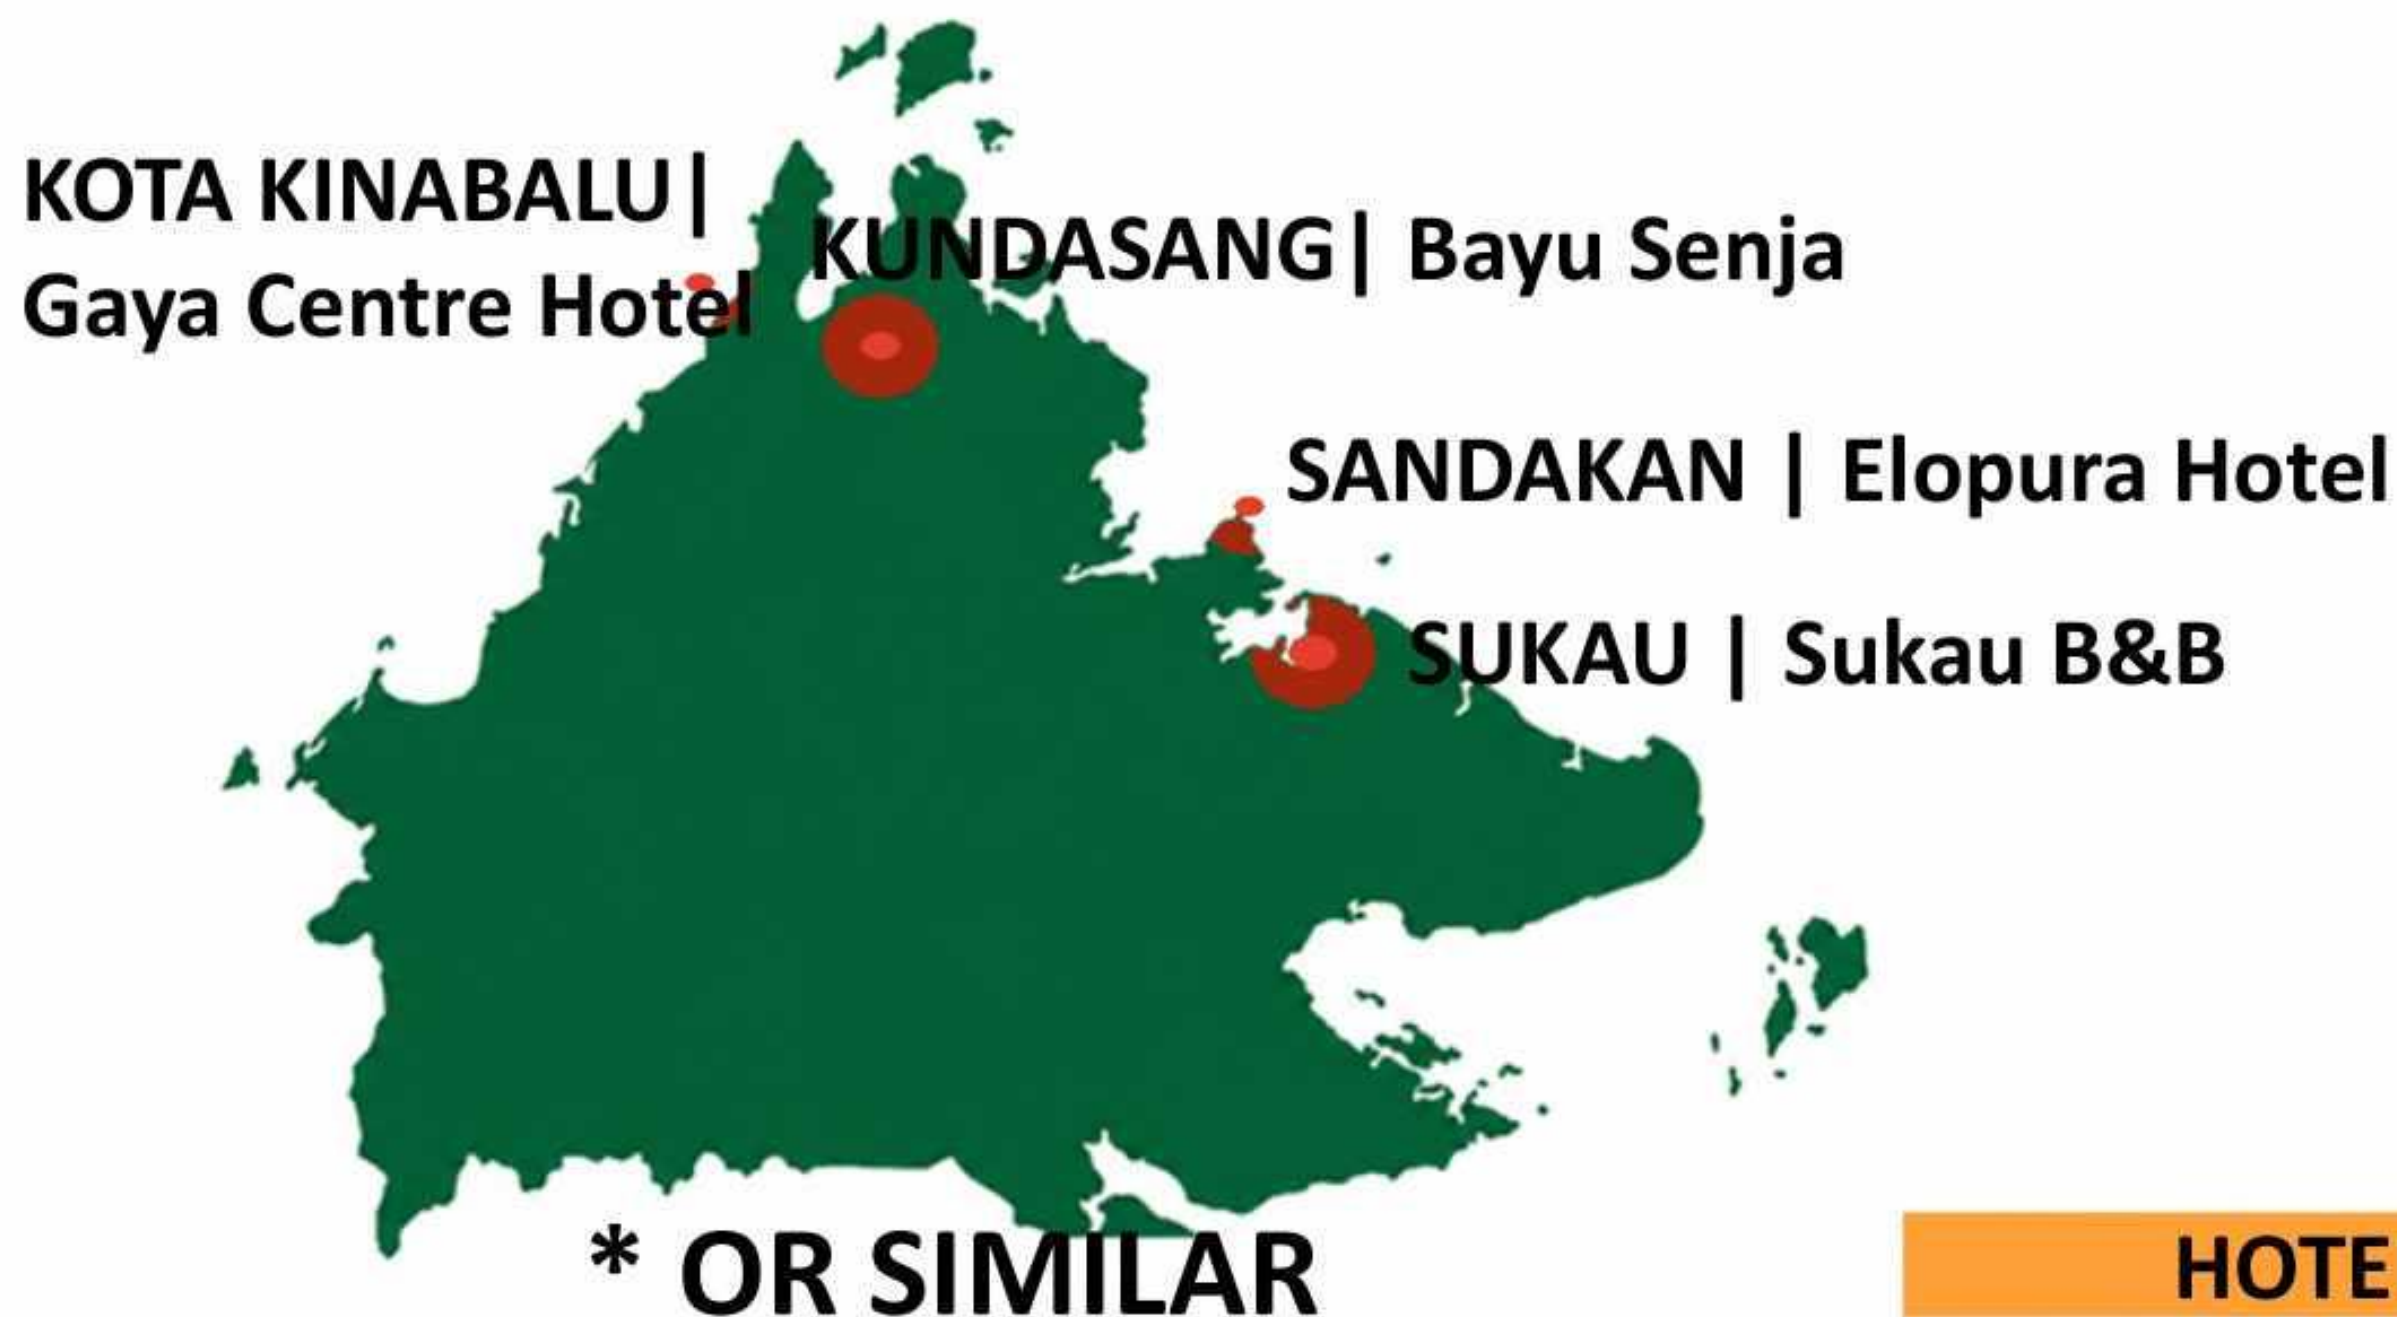 KOTA KINABALU|
Gaya Centre Hotel
KUNDASANG| Bayu Senja
SANDAKAN | Elopura Hotel
SUKAU | Sukau B&B
* OR SIMILAR
HOTE